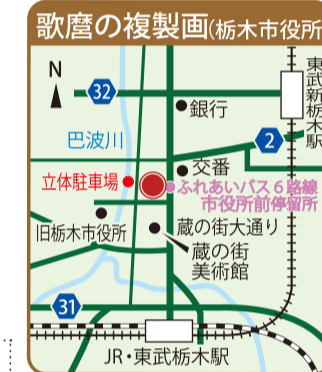 歌麿の複製画(栃木市役所
N
32
東武新栃木駅
銀行
巴波川
2
交番
立体駐車場
ふれあいバス6路線
市役所前停留所
旧栃木市役所
蔵の街大通り
蔵の街
美術館
31
JR・東武栃木駅